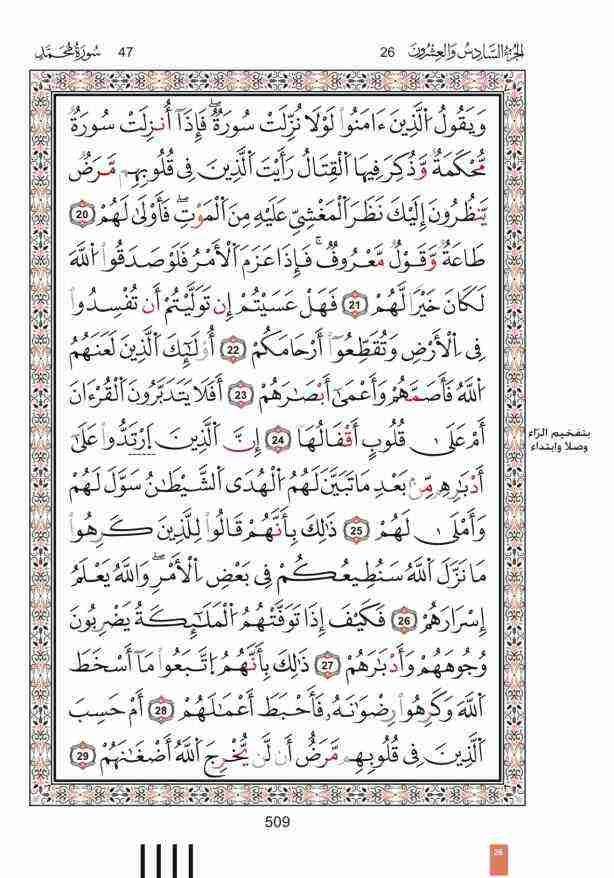 الجزء السادس والعشرون 26 47 سورة محمد
وَيَقُولُ ٱلَّذِينَ ءَامَنُواْ لَوْلَا نُزِّلَتْ سُورَةٌۖ فَإِذَآ أُنزِلَتْ سُورَةٌ
مُّحْكَمَةٌ وَذُكِرَ فِيهَا ٱلْقِتَالُ رَأَيْتَ ٱلَّذِينَ فِى قُلُوبِهِم مَّرَضٌ
يَنظُرُونَ إِلَيْكَ نَظَرَ ٱلْمَغْشِىِّ عَلَيْهِ مِنَ ٱلْمَوْتِۖ فَأَوْلَىٰ لَهُمْ 20
طَاعَةٌ وَقَوْلٌ مَّعْرُوفٌۚ فَإِذَا عَزَمَ ٱلْأَمْرُ فَلَوْ صَدَقُواْ ٱللَّهَ
لَكَانَ خَيْرًا لَّهُمْ 21 فَهَلْ عَسَيْتُمْ إِن تَوَلَّيْتُمْ أَن تُفْسِدُواْ
فِى ٱلْأَرْضِ وَتُقَطِّعُوٓاْ أَرْحَامَكُمْ 22 أُوْلَـٰٓئِكَ ٱلَّذِينَ لَعَنَهُمُ
ٱللَّهُ فَأَصَمَّهُمْ وَأَعْمَىٰٓ أَبْصَـٰرَهُمْ 23 أَفَلَا يَتَدَبَّرُونَ ٱلْقُرْءَانَ
أَمْ عَلَىٰ قُلُوبٍ أَقْفَالُهَآ 24 إِنَّ ٱلَّذِينَ ٱرْتَدُّواْ عَلَىٰٓ
بتفخيم الرّاء
وصلا وابتداء
أَدْبَـٰرِهِم مِّنۢ بَعْدِ مَا تَبَيَّنَ لَهُمُ ٱلْهُدَى ٱلشَّيْطَـٰنُ سَوَّلَ لَهُمْ
وَأَمْلَىٰ لَهُمْ 25 ذَٰلِكَ بِأَنَّهُمْ قَالُواْ لِلَّذِينَ كَرِهُواْ
مَا نَزَّلَ ٱللَّهُ سَنُطِيعُكُمْ فِى بَعْضِ ٱلْأَمْرِۖ وَٱللَّهُ يَعْلَمُ
إِسْرَارَهُمْ 26 فَكَيْفَ إِذَا تَوَفَّتْهُمُ ٱلْمَلَـٰٓئِكَةُ يَضْرِبُونَ
وُجُوهَهُمْ وَأَدْبَـٰرَهُمْ 27 ذَٰلِكَ بِأَنَّهُمُ ٱتَّبَعُواْ مَآ أَسْخَطَ
ٱللَّهَ وَكَرِهُواْ رِضْوَٰنَهُۥ فَأَحْبَطَ أَعْمَـٰلَهُمْ 28 أَمْ حَسِبَ
ٱلَّذِينَ فِى قُلُوبِهِم مَّرَضٌ أَن لَّن يُخْرِجَ ٱللَّهُ أَضْغَـٰنَهُمْ 29
509
26